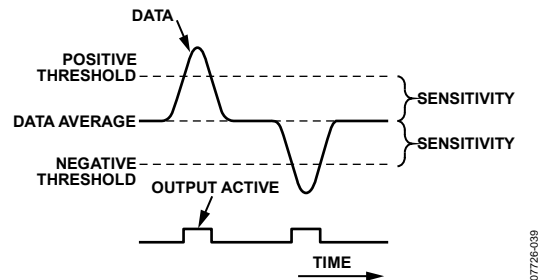 DATA
POSITIVE
THRESHOLD
SENSITIVITY
DATA AVERAGE
SENSITIVITY
NEGATIVE
THRESHOLD
OUTPUT ACTIVE
TIME
07726-039